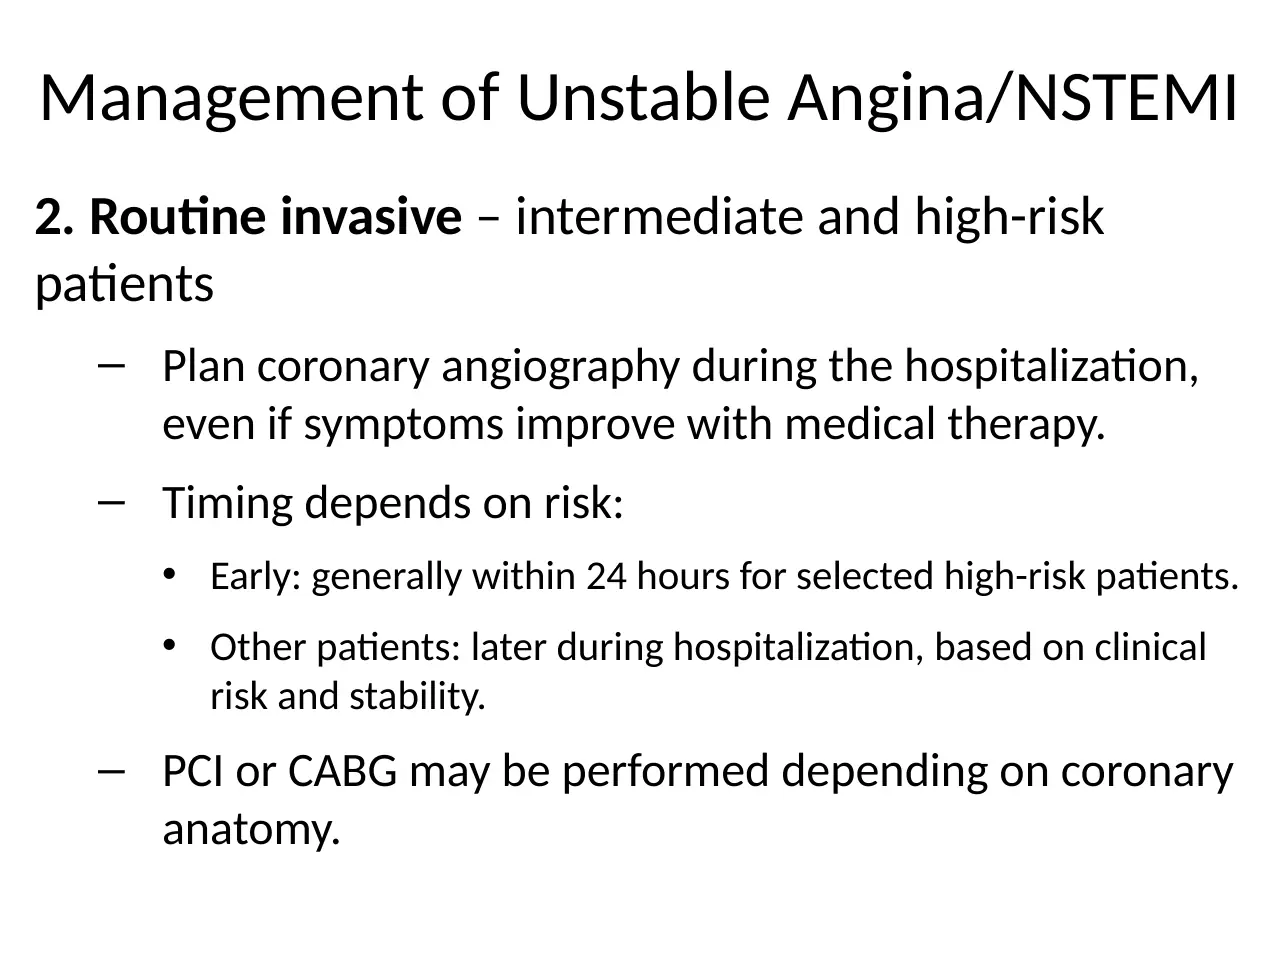 Management of Unstable Angina/NSTEMI
2. Routine invasive – intermediate and high-risk
patients
– Plan coronary angiography during the hospitalization,
even if symptoms improve with medical therapy.
– Timing depends on risk:
• Early: generally within 24 hours for selected high-risk patients.
• Other patients: later during hospitalization, based on clinical
risk and stability.
– PCI or CABG may be performed depending on coronary
anatomy.